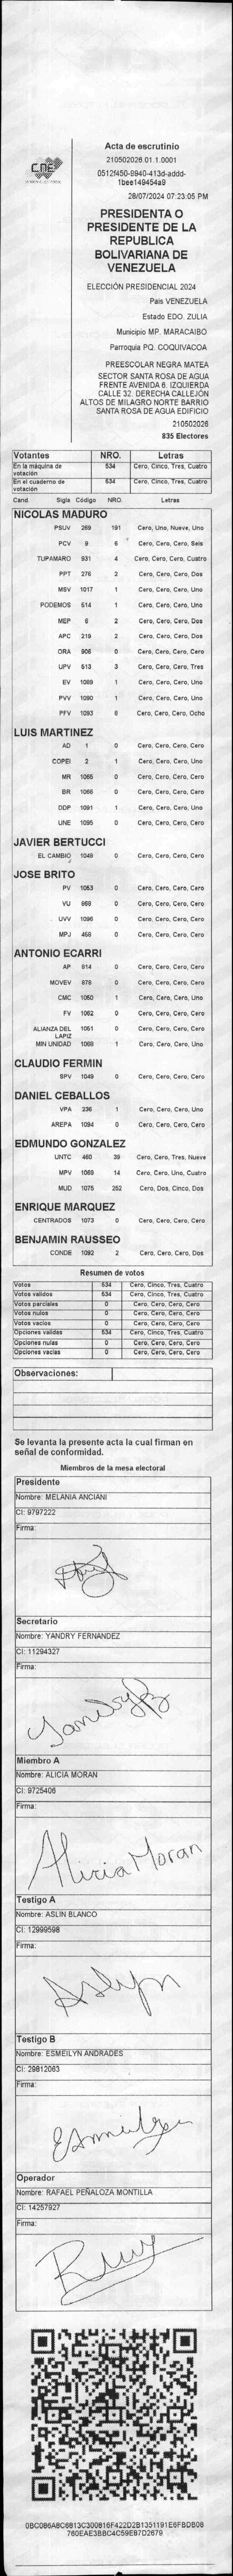 CNE
Acta de escrutinio
210502026.01.1.0001
0512f450-8940-413d-addd-
1bee149454a9
28/07/2024 07:23:05 PM
PRESIDENTA O
PRESIDENTE DE LA
REPUBLICA
BOLIVARIANA DE
VENEZUELA
ELECCIÓN PRESIDENCIAL 2024
Pais VENEZUELA
Estado EDO. ZULIA
Municipio MP. MARACAIBO
Parroquia PQ. COQUIVACOA
PREESCOLAR NEGRA MATEA
SECTOR SANTA ROSA DE AGUA
FRENTE AVENIDA 6. IZQUIERDA
CALLE 32. DERECHA CALLEJÓN
ALTOS DE MILAGRO NORTE BARRIO
SANTA ROSA DE AGUA EDIFICIO
210502026
835 Electores
Votantes NRO. Letras
En la máquina de votación 534 Cero, Cinco, Tres, Cuatro
En el cuaderno de votación 534 Cero, Cinco, Tres, Cuatro
Cand. Sigla Código NRO. Letras
NICOLAS MADURO
PSUV 269 191 Cero, Uno, Nueve, Uno
PCV 9 6 Cero, Cero, Cero, Seis
TUPAMARO 931 4 Cero, Cero, Cero, Cuatro
PPT 276 2 Cero, Cero, Cero, Dos
MSV 1017 1 Cero, Cero, Cero, Uno
PODEMOS 514 1 Cero, Cero, Cero, Uno
MEP 6 2 Cero, Cero, Cero, Dos
APC 219 2 Cero, Cero, Cero, Dos
ORA 906 0 Cero, Cero, Cero, Cero
UPV 513 3 Cero, Cero, Cero, Tres
EV 1089 1 Cero, Cero, Cero, Uno
PVV 1090 1 Cero, Cero, Cero, Uno
PFV 1093 8 Cero, Cero, Cero, Ocho
LUIS MARTINEZ
AD 1 0 Cero, Cero, Cero, Cero
COPEI 2 1 Cero, Cero, Cero, Uno
MR 1065 0 Cero, Cero, Cero, Cero
BR 1066 0 Cero, Cero, Cero, Cero
DDP 1091 1 Cero, Cero, Cero, Uno
UNE 1095 0 Cero, Cero, Cero, Cero
JAVIER BERTUCCI
EL CAMBIO 1048 0 Cero, Cero, Cero, Cero
JOSE BRITO
PV 1053 0 Cero, Cero, Cero, Cero
VU 969 0 Cero, Cero, Cero, Cero
UVV 1096 0 Cero, Cero, Cero, Cero
MPJ 458 0 Cero, Cero, Cero, Cero
ANTONIO ECARRI
AP 814 0 Cero, Cero, Cero, Cero
MOVEV 978 0 Cero, Cero, Cero, Cero
CMC 1050 1 Cero, Cero, Cero, Uno
FV 1062 0 Cero, Cero, Cero, Cero
ALIANZA DEL LAPIZ 1051 0 Cero, Cero, Cero, Cero
MIN UNIDAD 1068 1 Cero, Cero, Cero, Uno
CLAUDIO FERMIN
SPV 1049 0 Cero, Cero, Cero, Cero
DANIEL CEBALLOS
VPA 236 1 Cero, Cero, Cero, Uno
AREPA 1094 0 Cero, Cero, Cero, Cero
EDMUNDO GONZALEZ
UNTC 460 39 Cero, Cero, Tres, Nueve
MPV 1069 14 Cero, Cero, Uno, Cuatro
MUD 1075 252 Cero, Dos, Cinco, Dos
ENRIQUE MARQUEZ
CENTRADOS 1073 0 Cero, Cero, Cero, Cero
BENJAMIN RAUSSEO
CONDE 1092 2 Cero, Cero, Cero, Dos
Resumen de votos
Votos 534 Cero, Cinco, Tres, Cuatro
Votos validos 534 Cero, Cinco, Tres, Cuatro
Votos parciales 0 Cero, Cero, Cero, Cero
Votos nulos 0 Cero, Cero, Cero, Cero
Votos vacios 0 Cero, Cero, Cero, Cero
Opciones validas 534 Cero, Cinco, Tres, Cuatro
Opciones nulas 0 Cero, Cero, Cero, Cero
Opciones vacias 0 Cero, Cero, Cero, Cero
Observaciones:
Se levanta la presente acta la cual firman en
señal de conformidad.
Miembros de la mesa electoral
Presidente
Nombre: MELANIA ANCIANI
CI: 9797222
Firma:
Secretario
Nombre: YANDRY FERNANDEZ
CI: 11294327
Firma:
Miembro A
Nombre: ALICIA MORAN
CI: 9725406
Firma:
Alicia Moran
Testigo A
Nombre: ASLIN BLANCO
CI: 12999598
Firma:
Testigo B
Nombre: ESMEILYN ANDRADES
CI: 29812063
Firma:
Operador
Nombre: RAFAEL PEÑALOZA MONTILLA
CI: 14257927
Firma:
0BC086A8C6813C300816F422D2B1351191E6FBDB08
760EAE3BBC4C59E87D2679